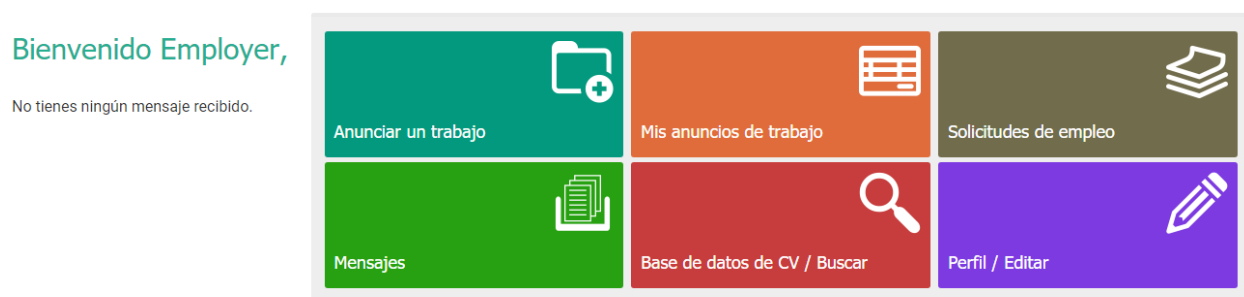 Bienvenido Employer,
No tienes ningún mensaje recibido.
Anunciar un trabajo
Mis anuncios de trabajo
Solicitudes de empleo
Mensajes
Base de datos de CV / Buscar
Perfil / Editar